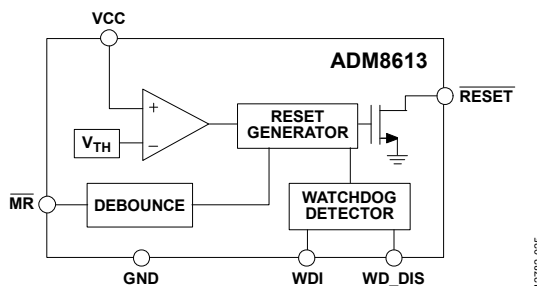 VCC
ADM8613
RESET
+
RESET
GENERATOR
VTH
−
MR
DEBOUNCE
WATCHDOG
DETECTOR
GND
WDI
WD_DIS